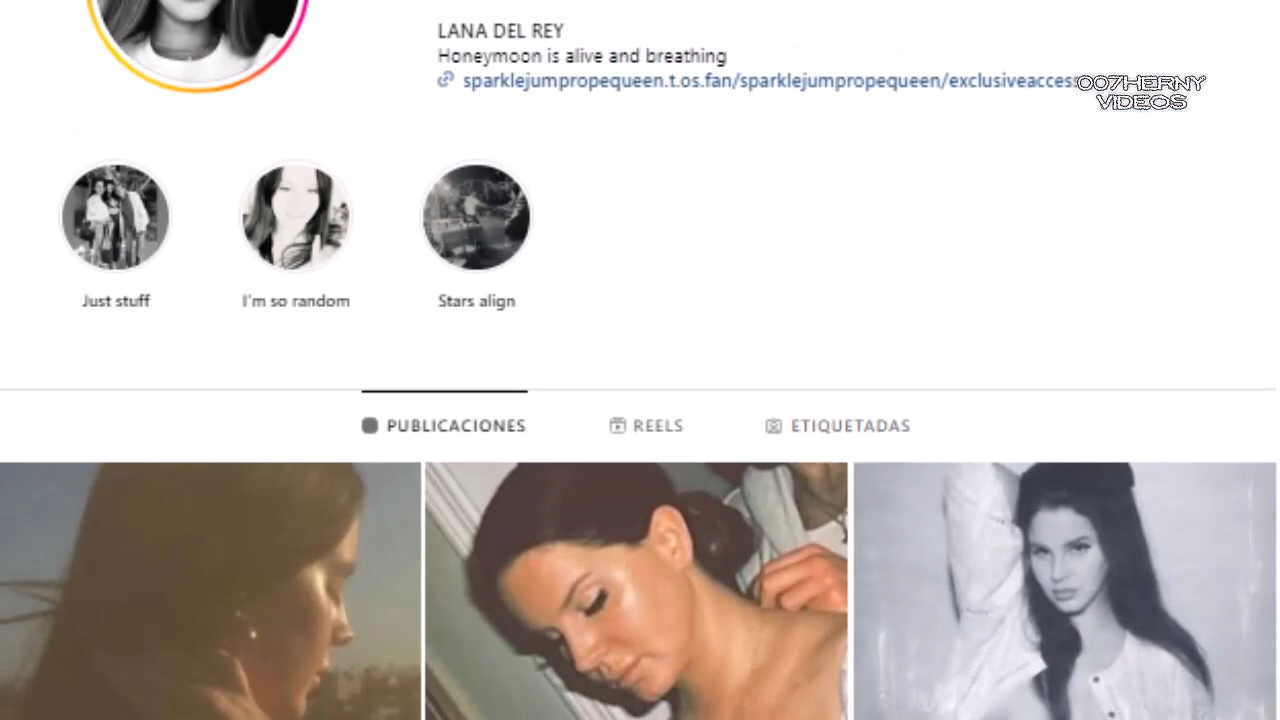 LANA DEL REY
Honeymoon is alive and breathing
sparklejumpropequeen.t.os.fan/sparklejumpropequeen/exclusiveaccess
007HERNY
VIDEOS
Just stuff
I'm so random
Stars align
PUBLICACIONES
REELS
ETIQUETADAS